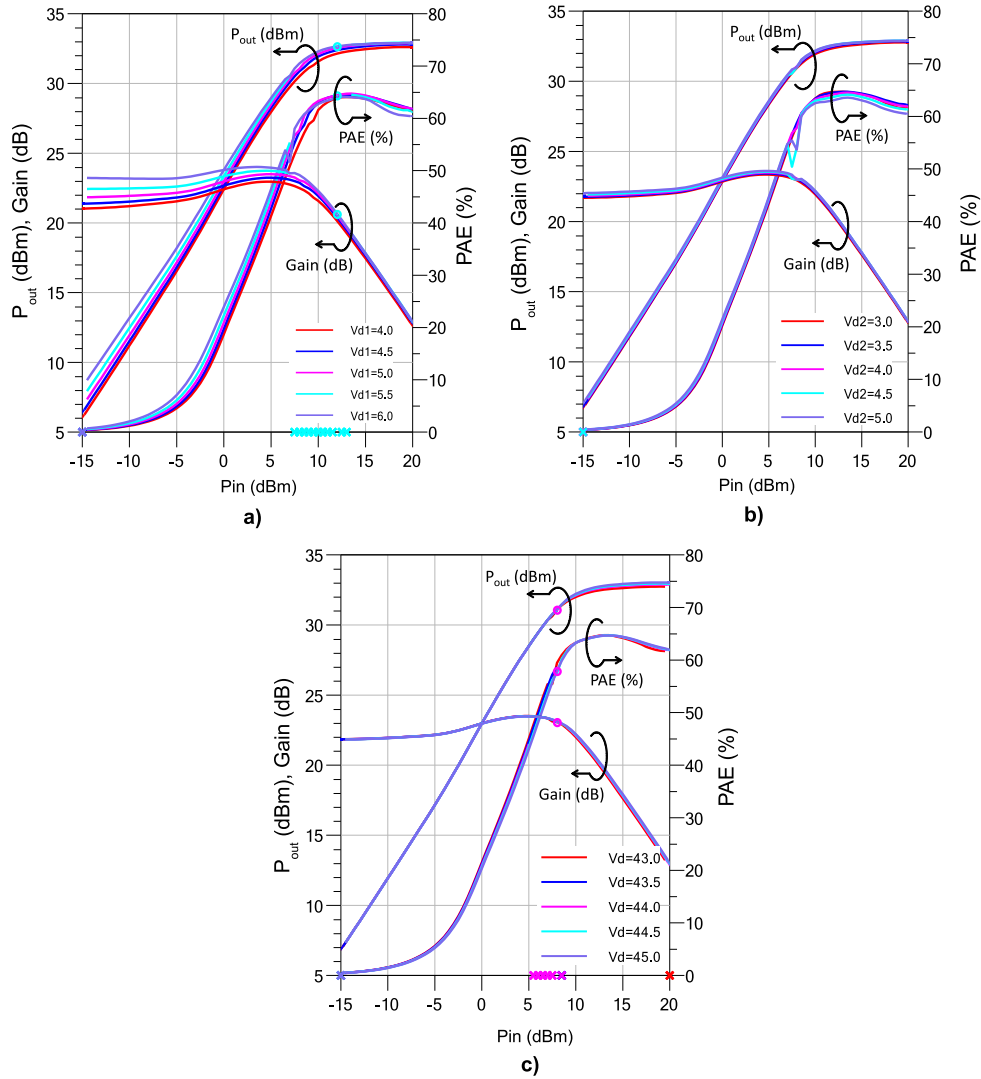 35
30
25
20
15
10
5
80
70
60
50
40
30
20
10
0
-15
-10
-5
0
5
10
15
20
P_out (dBm), Gain (dB)
PAE (%)
Pin (dBm)
P_out (dBm)
PAE (%)
Gain (dB)
Vd1=4.0
Vd1=4.5
Vd1=5.0
Vd1=5.5
Vd1=6.0
a)
35
30
25
20
15
10
5
80
70
60
50
40
30
20
10
0
-15
-10
-5
0
5
10
15
20
P_out (dBm), Gain (dB)
PAE (%)
Pin (dBm)
P_out (dBm)
PAE (%)
Gain (dB)
Vd2=3.0
Vd2=3.5
Vd2=4.0
Vd2=4.5
Vd2=5.0
b)
35
30
25
20
15
10
5
80
70
60
50
40
30
20
10
0
-15
-10
-5
0
5
10
15
20
P_out (dBm), Gain (dB)
PAE (%)
Pin (dBm)
P_out (dBm)
PAE (%)
Gain (dB)
Vd=43.0
Vd=43.5
Vd=44.0
Vd=44.5
Vd=45.0
c)